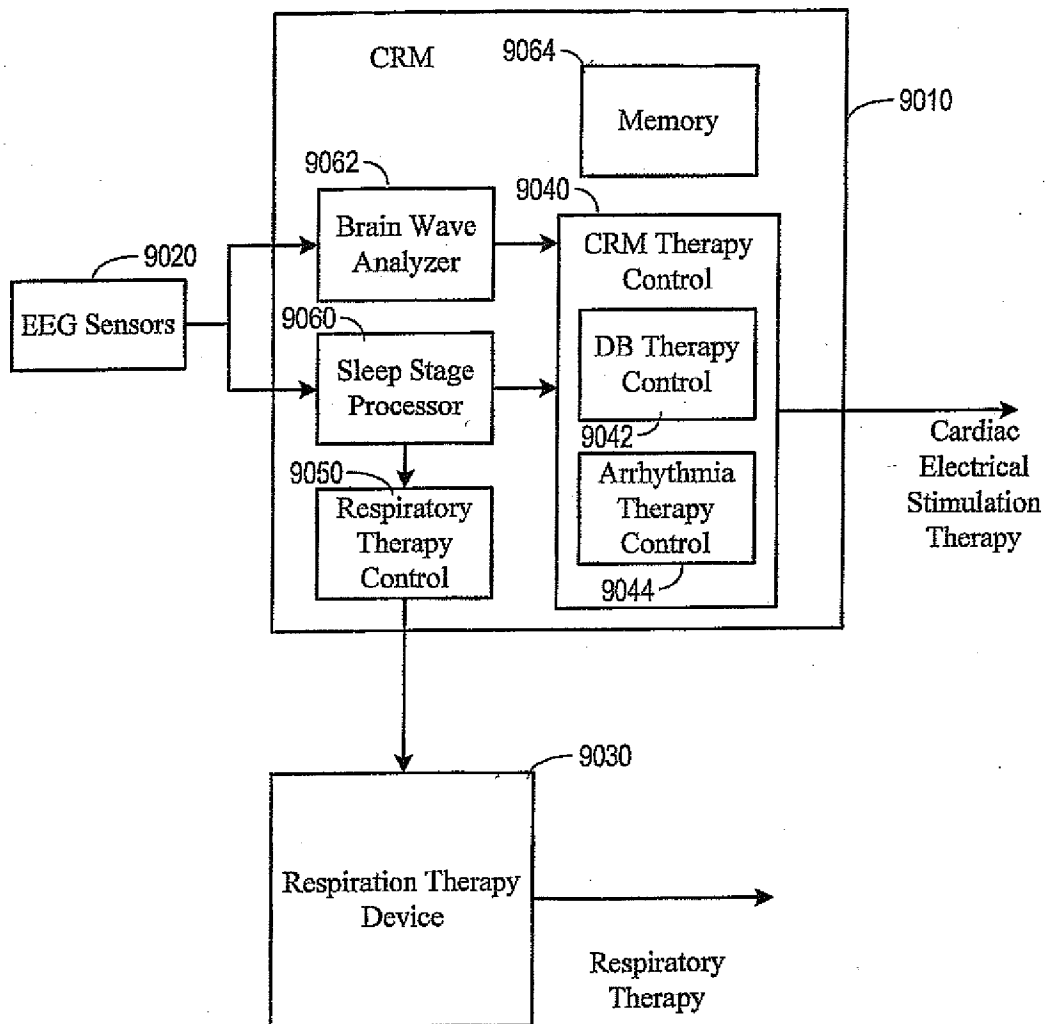 CRM
9064
Memory
9010
9062
Brain Wave
Analyzer
9040
CRM Therapy
Control
9020
EEG Sensors
9060
Sleep Stage
Processor
DB Therapy
Control
9042
9050
Respiratory
Therapy
Control
Arrhythmia
Therapy
Control
9044
Cardiac
Electrical
Stimulation
Therapy
9030
Respiration Therapy
Device
Respiratory
Therapy